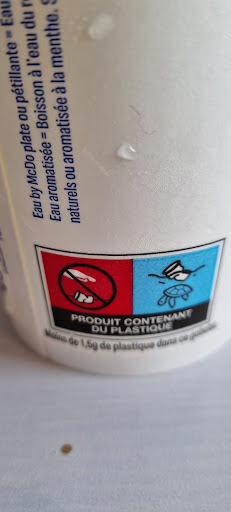 Eau by McDo plate ou pétillante = Eau
Eau aromatisée = Boisson à l'eau du r
naturels ou aromatisée à la menthe. S
PRODUIT CONTENANT
DU PLASTIQUE
Moins de 1,6g de plastique dans ce gobelet